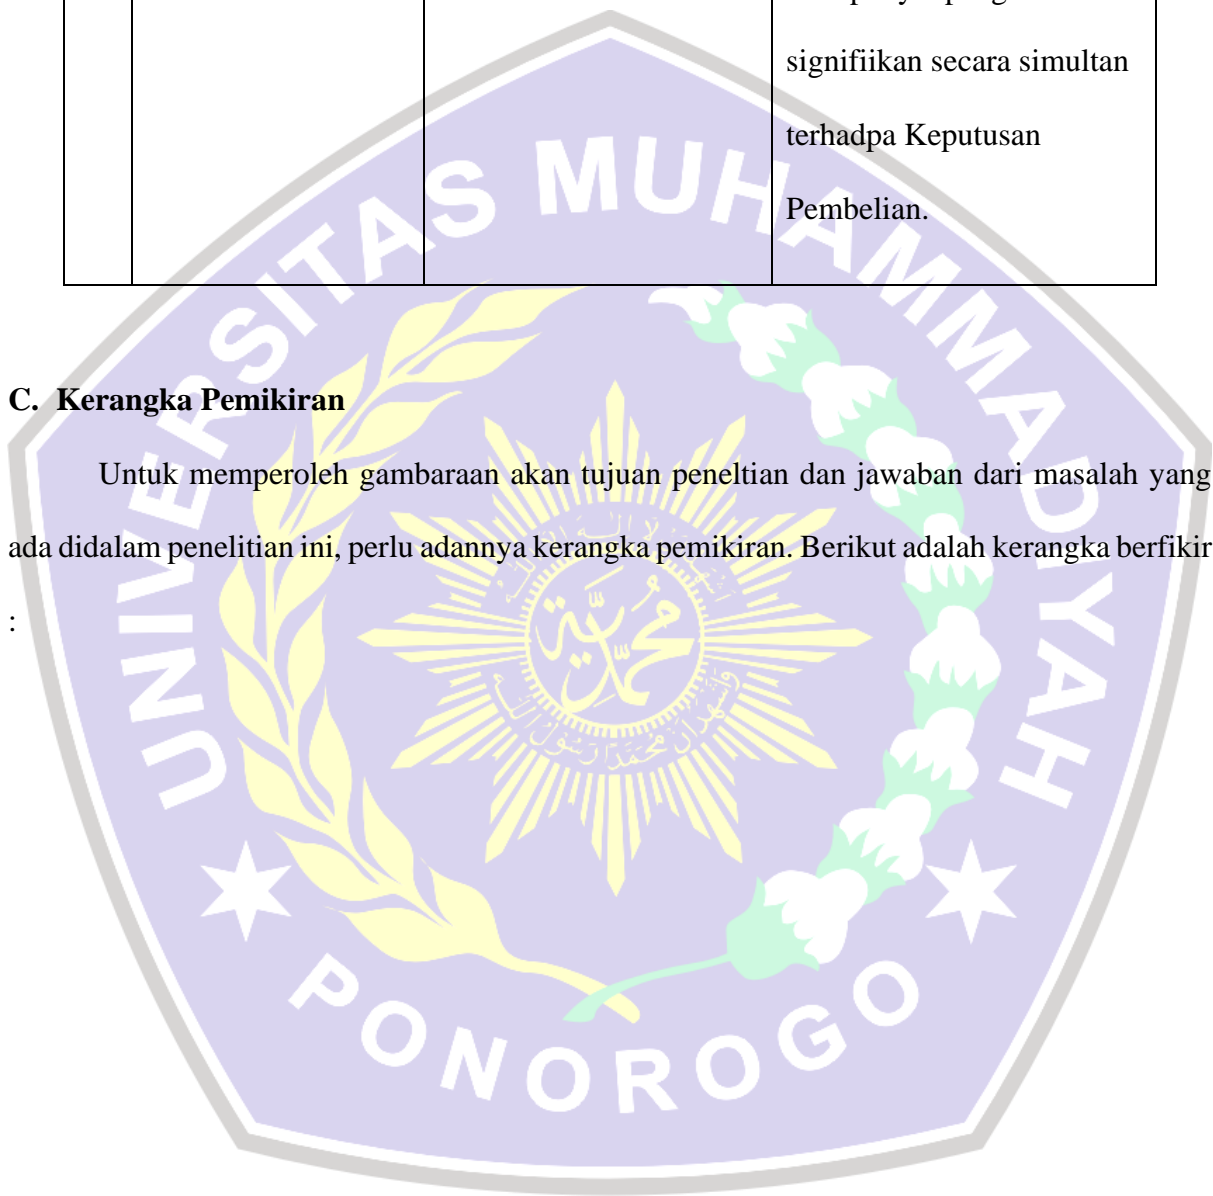 signifiikan secara simultan
terhadpa Keputusan
Pembelian.
C. Kerangka Pemikiran
Untuk memperoleh gambaraan akan tujuan peneltian dan jawaban dari masalah yang
ada didalam penelitian ini, perlu adannya kerangka pemikiran. Berikut adalah kerangka berfikir
:
UNIVERSITAS MUHAMMADIYAH
PONOROGO
محمدية